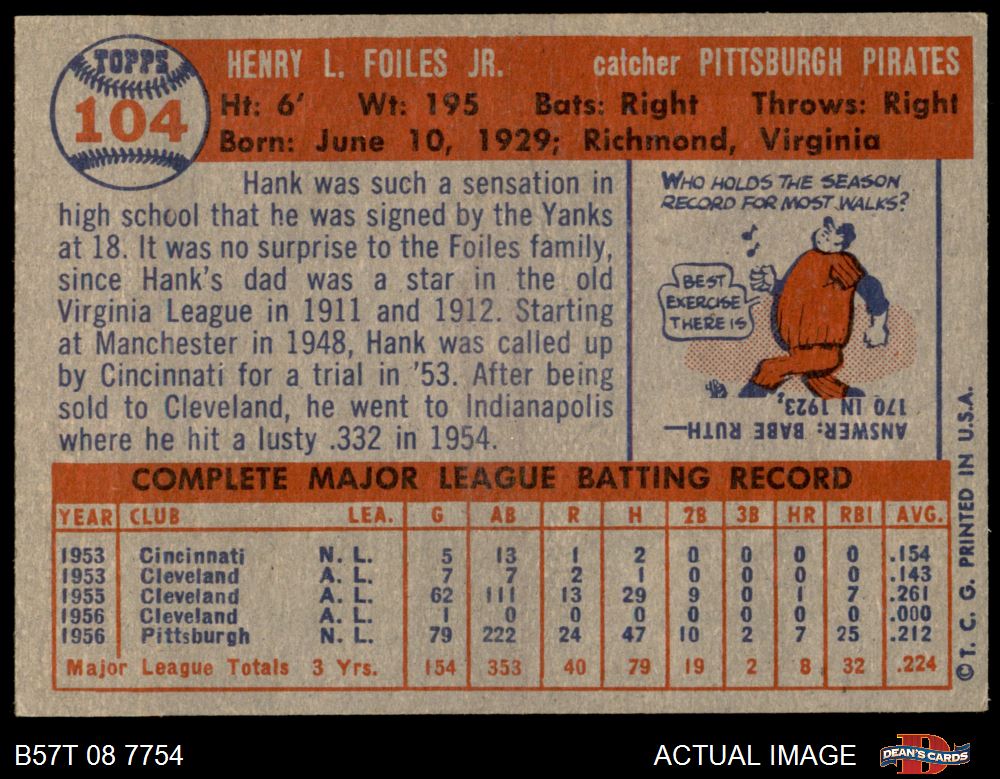 TOPPS
104
HENRY L. FOILES JR. catcher PITTSBURGH PIRATES
Ht: 6' Wt: 195 Bats: Right Throws: Right
Born: June 10, 1929; Richmond, Virginia
Hank was such a sensation in
high school that he was signed by the Yanks
at 18. It was no surprise to the Foiles family,
since Hank's dad was a star in the old
Virginia League in 1911 and 1912. Starting
at Manchester in 1948, Hank was called up
by Cincinnati for a trial in '53. After being
sold to Cleveland, he went to Indianapolis
where he hit a lusty .332 in 1954.
WHO HOLDS THE SEASON
RECORD FOR MOST WALKS?
BEST
EXERCISE
THERE IS
ANSWER: BABE RUTH—
170 IN 1923.
COMPLETE MAJOR LEAGUE BATTING RECORD
YEAR CLUB LEA. G AB R H 2B 3B HR RBI AVG.
1953 Cincinnati N. L. 5 13 1 2 0 0 0 0 .154
1953 Cleveland A. L. 7 7 2 1 0 0 0 0 .143
1955 Cleveland A. L. 62 111 13 29 9 0 1 7 .261
1956 Cleveland A. L. 1 0 0 0 0 0 0 0 .000
1956 Pittsburgh N. L. 79 222 24 47 10 2 7 25 .212
Major League Totals 3 Yrs. 154 353 40 79 19 2 8 32 .224
© T. C. G. PRINTED IN U.S.A.
B57T 08 7754 ACTUAL IMAGE
DEAN'S CARDS